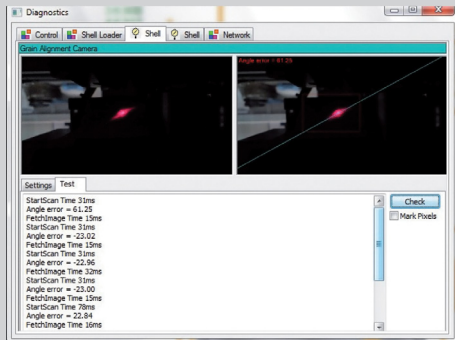 Diagnostics
Control
Shell Loader
Shell
Shell
Network
Grain Alignment Camera
Angle error = 61.25
Settings
Test
StartScan Time 31ms
Angle error = 61.25
FetchImage Time 15ms
StartScan Time 31ms
Angle error = -23.02
FetchImage Time 15ms
StartScan Time 31ms
Angle error = -22.96
FetchImage Time 32ms
StartScan Time 31ms
Angle error = -23.00
FetchImage Time 15ms
StartScan Time 78ms
Angle error = 22.84
FetchImage Time 16ms
Check
Mark Pixels